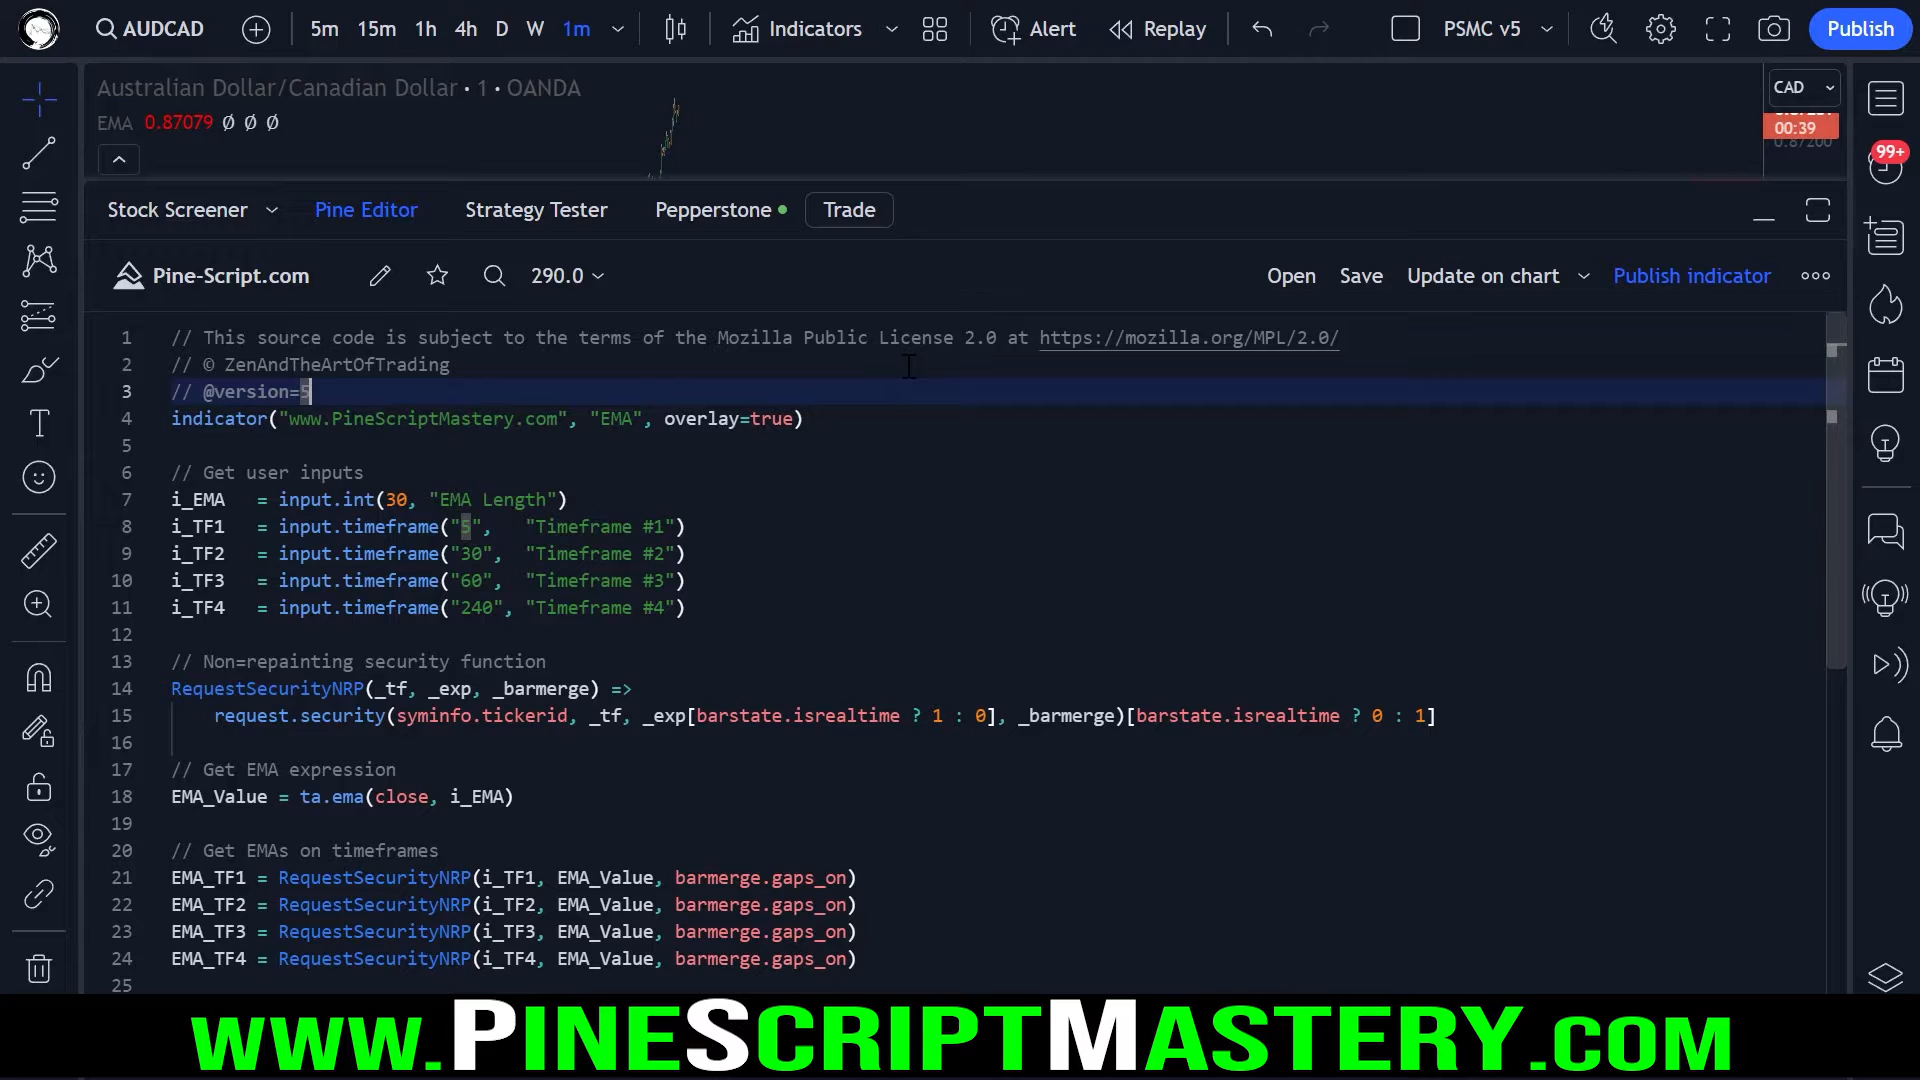 AUDCAD 5m 15m 1h 4h D W 1m Indicators Alert Replay PSMC v5 Publish
Australian Dollar/Canadian Dollar • 1 • OANDA
CAD
EMA 0.87079 Ø Ø Ø
00:39
0.87200
99+
Stock Screener Pine Editor Strategy Tester Pepperstone Trade
Pine-Script.com 290.0 Open Save Update on chart Publish indicator
1 // This source code is subject to the terms of the Mozilla Public License 2.0 at https://mozilla.org/MPL/2.0/
2 // © ZenAndTheArtOfTrading
3 // @version=5
4 indicator("www.PineScriptMastery.com", "EMA", overlay=true)
5
6 // Get user inputs
7 i_EMA = input.int(30, "EMA Length")
8 i_TF1 = input.timeframe("5", "Timeframe #1")
9 i_TF2 = input.timeframe("30", "Timeframe #2")
10 i_TF3 = input.timeframe("60", "Timeframe #3")
11 i_TF4 = input.timeframe("240", "Timeframe #4")
12
13 // Non=repainting security function
14 RequestSecurityNRP(_tf, _exp, _barmerge) =>
15 request.security(syminfo.tickerid, _tf, _exp[barstate.isrealtime ? 1 : 0], _barmerge)[barstate.isrealtime ? 0 : 1]
16
17 // Get EMA expression
18 EMA_Value = ta.ema(close, i_EMA)
19
20 // Get EMAs on timeframes
21 EMA_TF1 = RequestSecurityNRP(i_TF1, EMA_Value, barmerge.gaps_on)
22 EMA_TF2 = RequestSecurityNRP(i_TF2, EMA_Value, barmerge.gaps_on)
23 EMA_TF3 = RequestSecurityNRP(i_TF3, EMA_Value, barmerge.gaps_on)
24 EMA_TF4 = RequestSecurityNRP(i_TF4, EMA_Value, barmerge.gaps_on)
25
www.PineScriptMastery.com